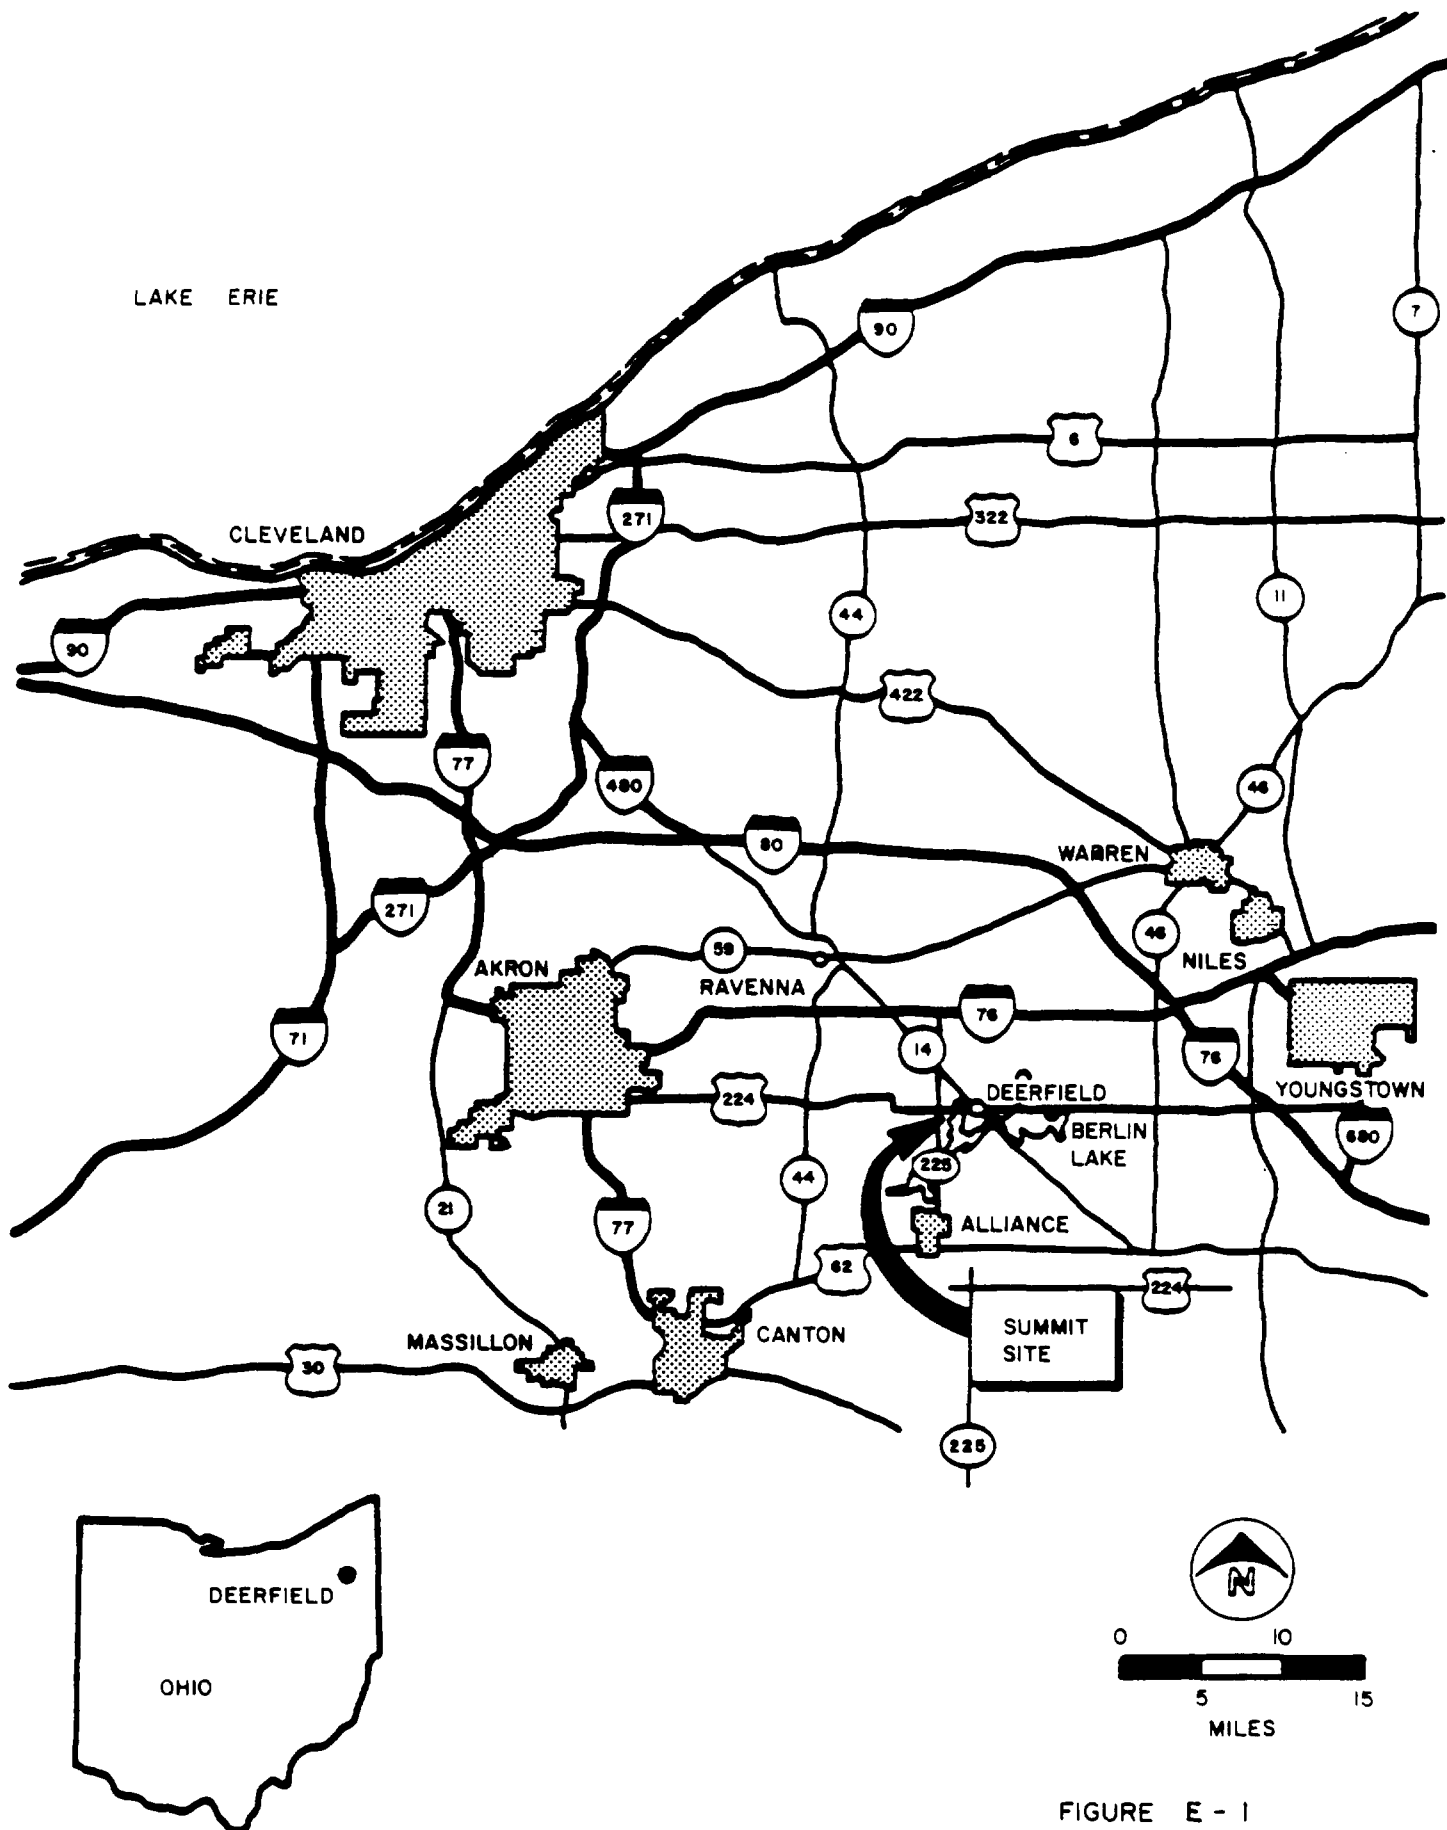 LAKE ERIE
90
7
6
271
322
CLEVELAND
11
44
90
422
77
480
46
80
WARREN
271
46
59
AKRON
NILES
RAVENNA
76
71
14
76
DEERFIELD
YOUNGSTOWN
224
BERLIN
LAKE
680
225
44
21
77
ALLIANCE
62
224
SUMMIT
SITE
CANTON
MASSILLON
30
225
N
DEERFIELD
OHIO
0 10
5 15
MILES
FIGURE E - 1